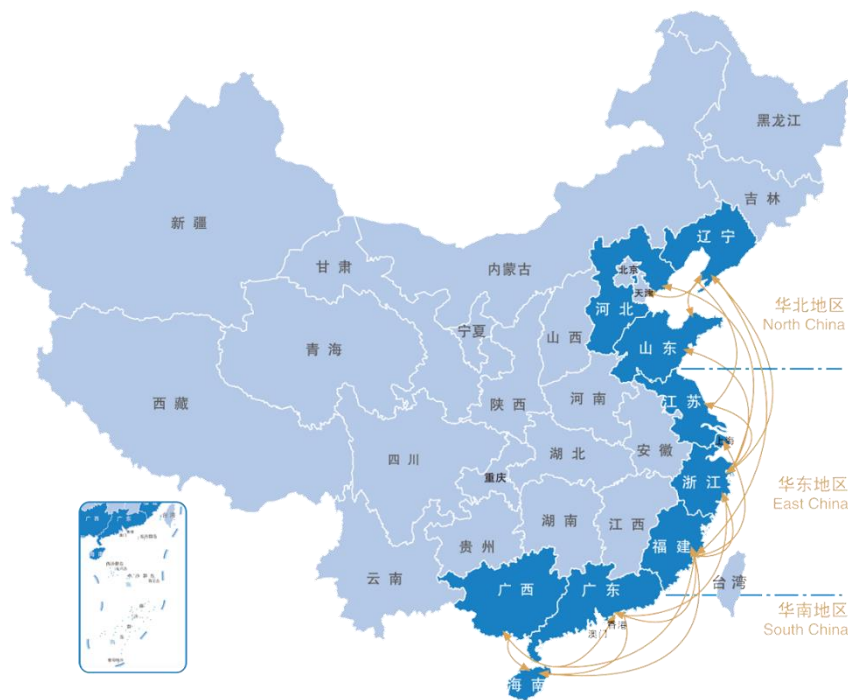 黑龙江
吉林
辽宁
新疆
甘肃
内蒙古
北京
天津
河北
华北地区
North China
宁夏
山西
山东
青海
西藏
陕西
河南
江苏
上海
四川
湖北
安徽
重庆
浙江
华东地区
East China
湖南
江西
贵州
福建
云南
广西
广东
台湾
香港
澳门
华南地区
South China
海南
广西
广东